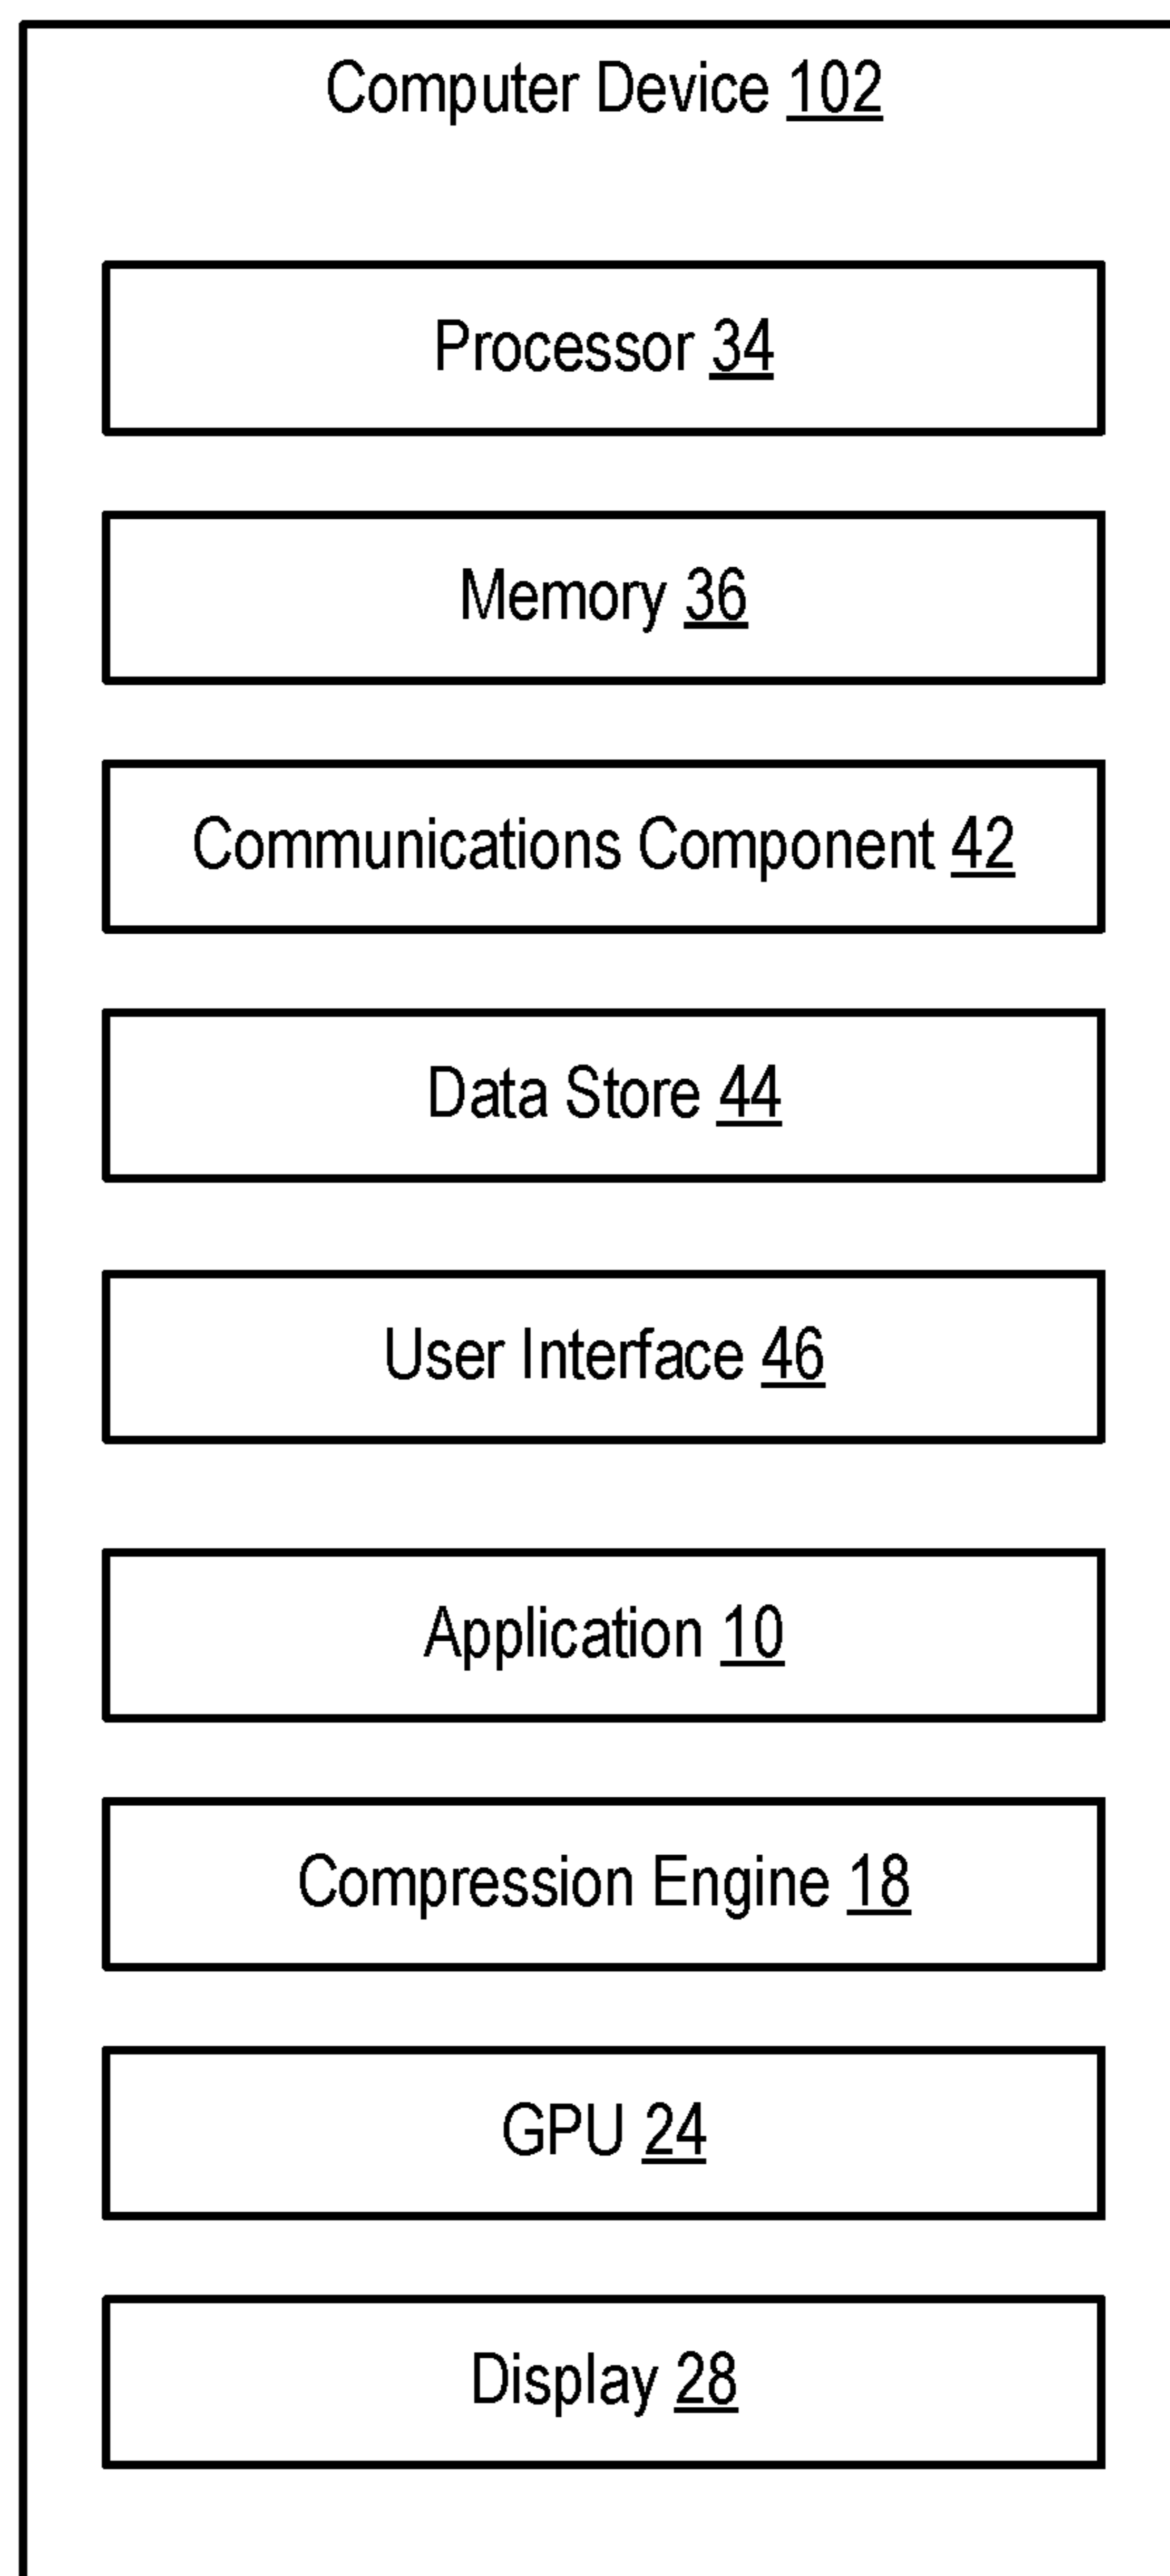 Computer Device 102
Processor 34
Memory 36
Communications Component 42
Data Store 44
User Interface 46
Application 10
Compression Engine 18
GPU 24
Display 28